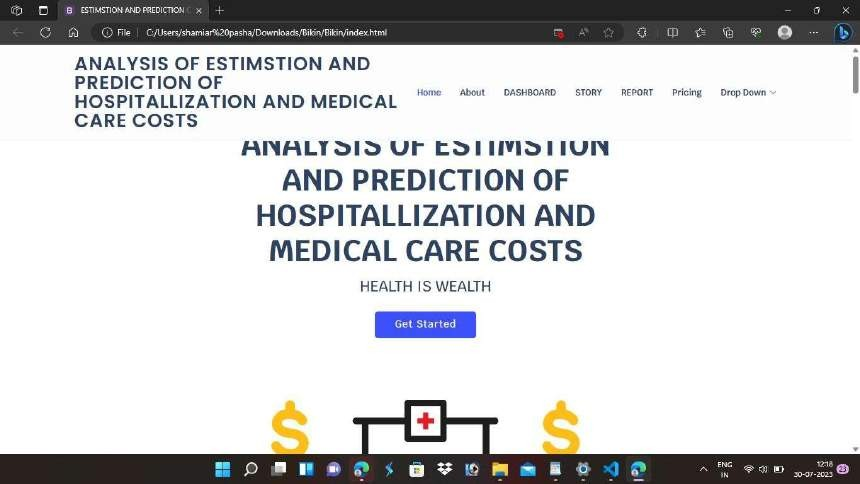 ESTIMSTION AND PREDICTION O
File
C:/Users/shamiar%20pasha/Downloads/Bikin/Bikin/index.html
ANALYSIS OF ESTIMSTION AND
PREDICTION OF
HOSPITALLIZATION AND MEDICAL
CARE COSTS
Home About DASHBOARD STORY REPORT Pricing Drop Down
ANALYSIS OF ESTIMSTION
AND PREDICTION OF
HOSPITALLIZATION AND
MEDICAL CARE COSTS
HEALTH IS WEALTH
Get Started
ENG
IN
12:18
30-07-2023
23